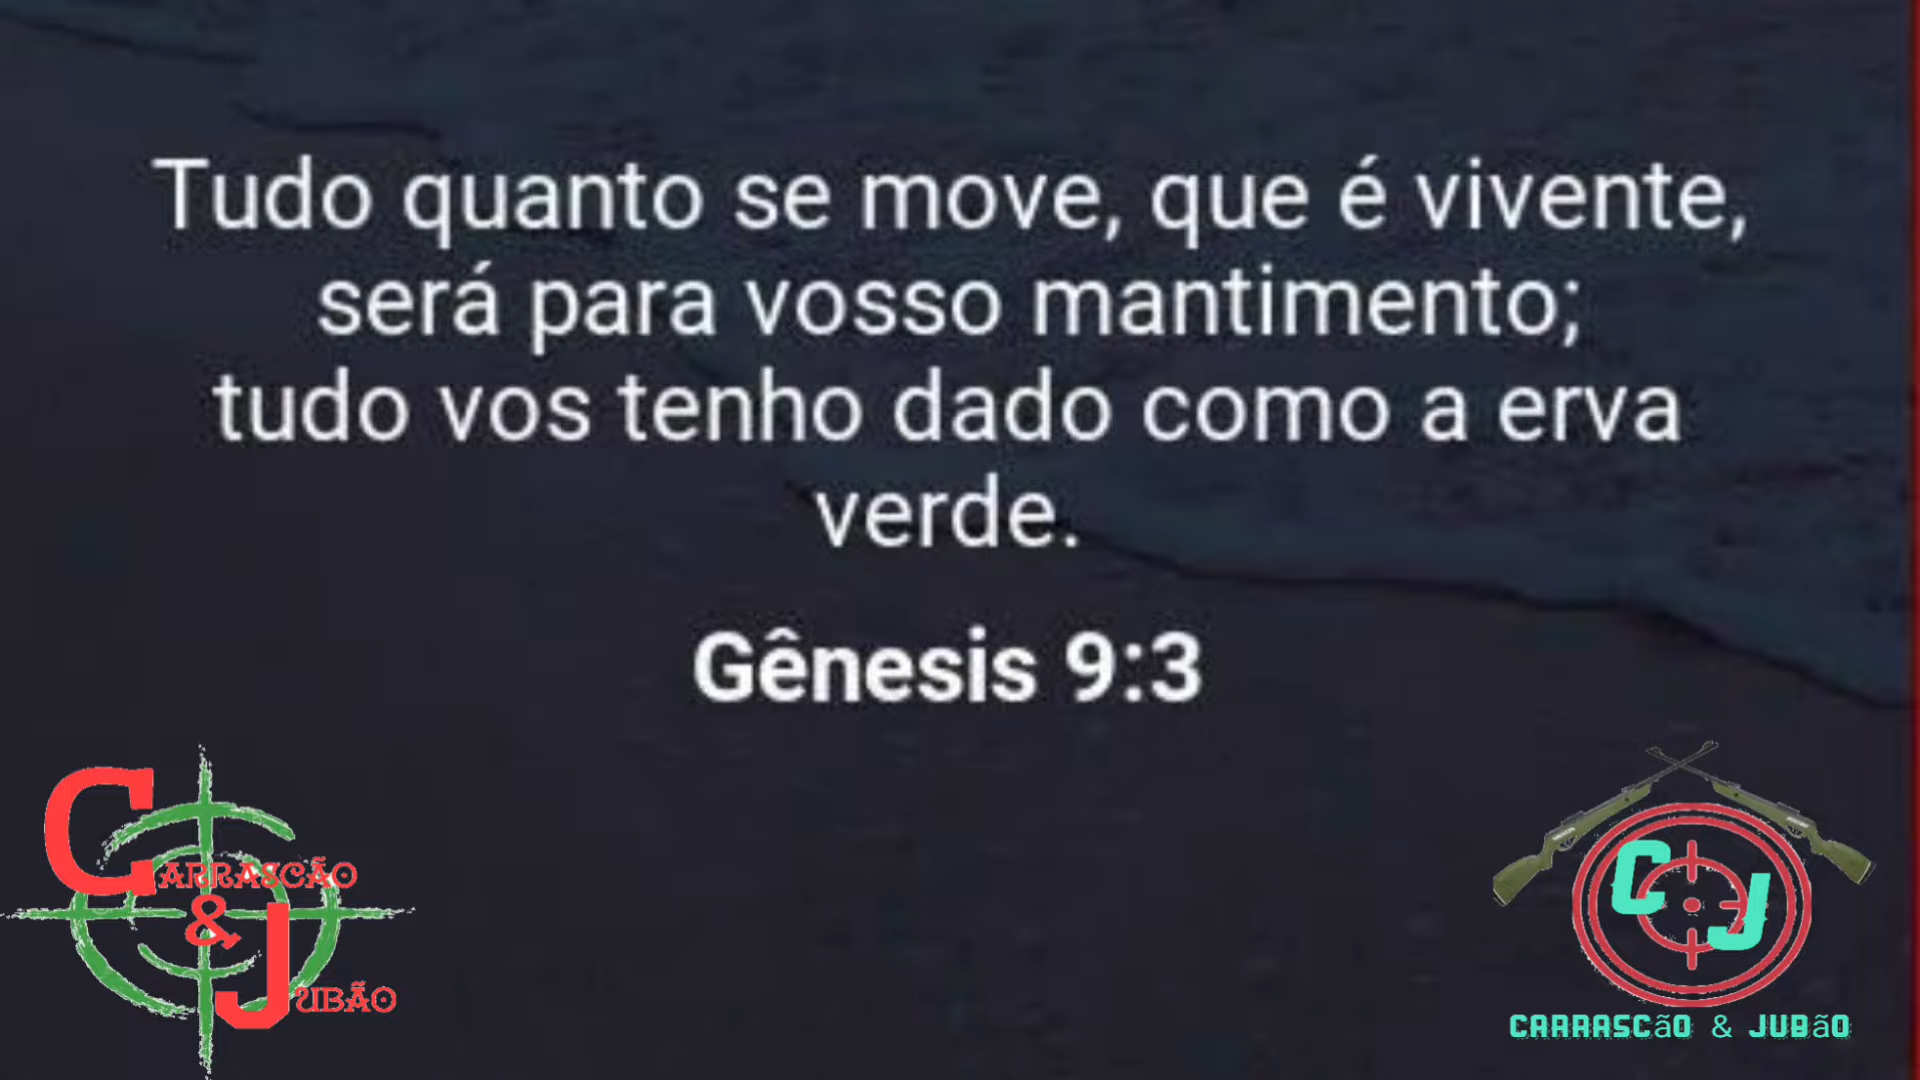 Tudo quanto se move, que é vivente,
será para vosso mantimento;
tudo vos tenho dado como a erva
verde.
Gênesis 9:3
CARRASCÃO
&
JUBÃO
C J
CARRASCão & JUBão